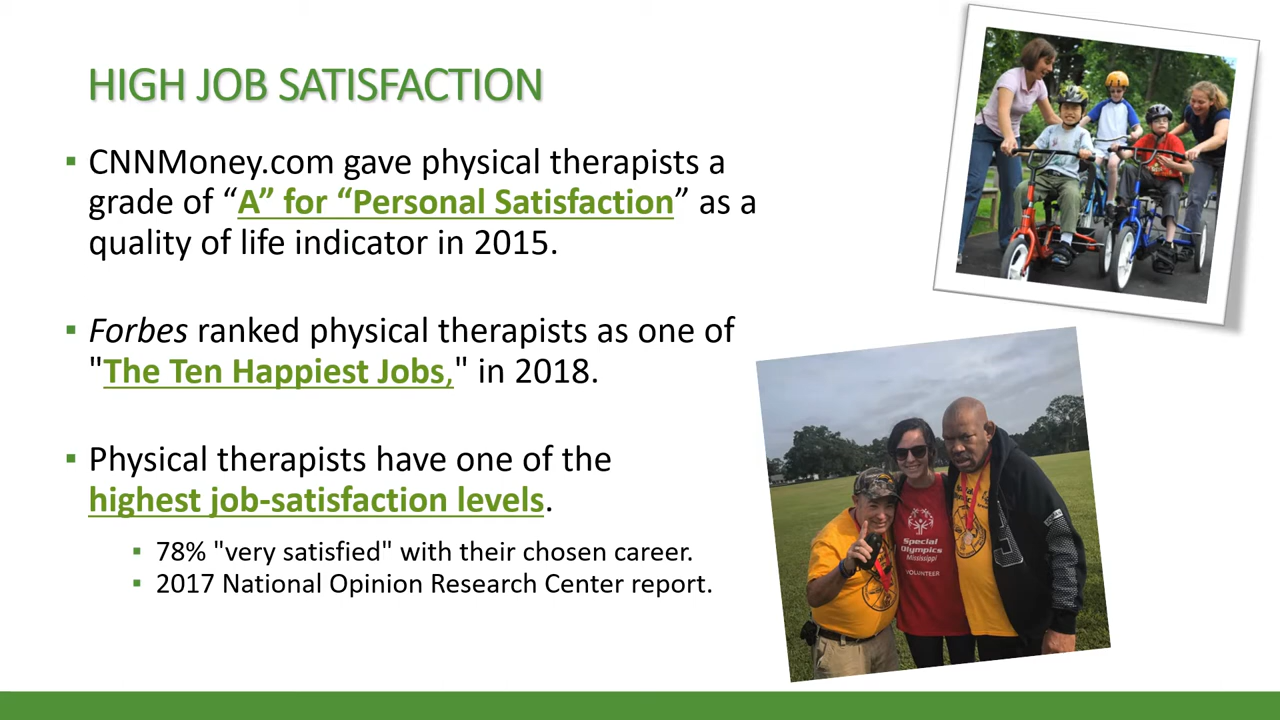 HIGH JOB SATISFACTION
▪ CNNMoney.com gave physical therapists a
grade of “A” for “Personal Satisfaction” as a
quality of life indicator in 2015.
▪ Forbes ranked physical therapists as one of
"The Ten Happiest Jobs," in 2018.
▪ Physical therapists have one of the
highest job-satisfaction levels.
▪ 78% "very satisfied" with their chosen career.
▪ 2017 National Opinion Research Center report.
Special
Olympics
Mississippi
VOLUNTEER